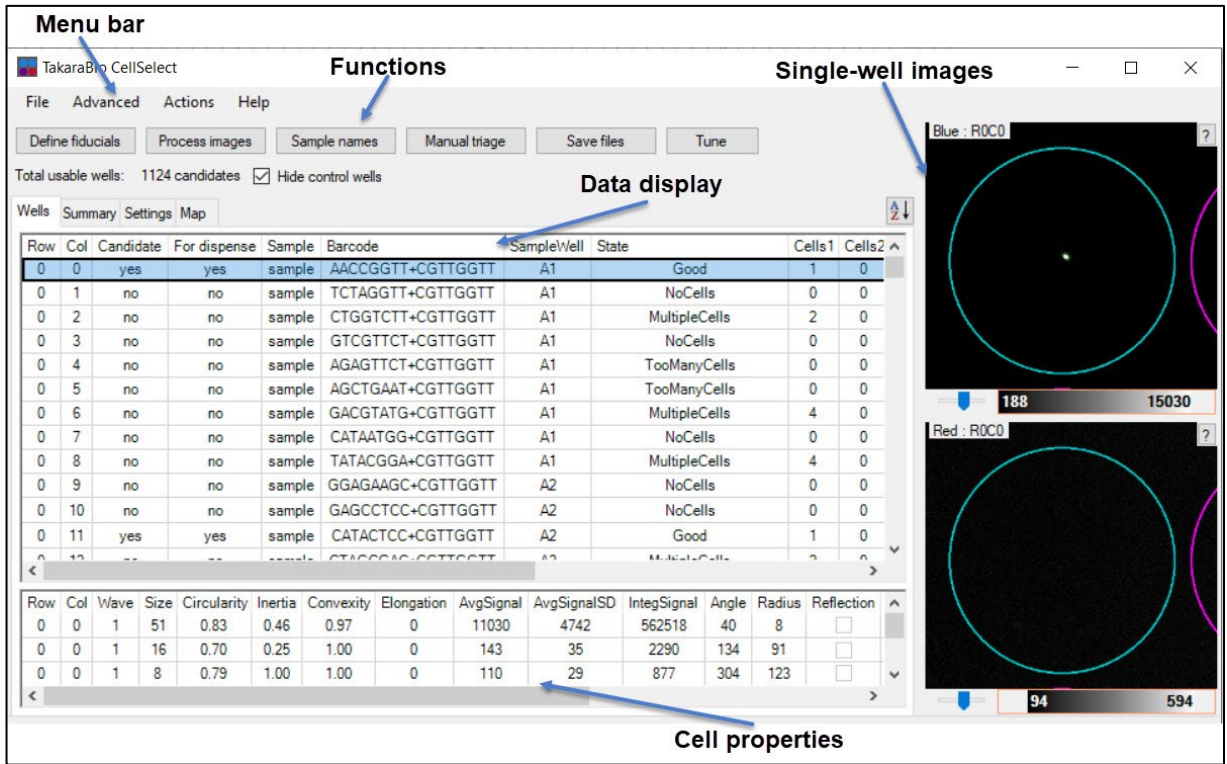 Menu bar
TakaraBio CellSelect
Functions
Single-well images
File Advanced Actions Help
Define fiducials Process images Sample names Manual triage Save files Tune
Total usable wells: 1124 candidates Hide control wells
Data display
Wells Summary Settings Map
Row Col Candidate For dispense Sample Barcode SampleWell State Cells1 Cells2
0 0 yes yes sample AACCGGTT+CGTTGGTT A1 Good 1 0
0 1 no no sample TCTAGGTT+CGTTGGTT A1 NoCells 0 0
0 2 no no sample CTGGTCTT+CGTTGGTT A1 MultipleCells 2 0
0 3 no no sample GTCGTTCT+CGTTGGTT A1 NoCells 0 0
0 4 no no sample AGAGTTCT+CGTTGGTT A1 TooManyCells 0 0
0 5 no no sample AGCTGAAT+CGTTGGTT A1 TooManyCells 0 0
0 6 no no sample GACGTATG+CGTTGGTT A1 MultipleCells 4 0
0 7 no no sample CATAATGG+CGTTGGTT A1 NoCells 0 0
0 8 no no sample TATACGGA+CGTTGGTT A1 MultipleCells 4 0
0 9 no no sample GGAGAAGC+CGTTGGTT A2 NoCells 0 0
0 10 no no sample GAGCCTCC+CGTTGGTT A2 NoCells 0 0
0 11 yes yes sample CATACTCC+CGTTGGTT A2 Good 1 0
Row Col Wave Size Circularity Inertia Convexity Elongation AvgSignal AvgSignalSD IntegSignal Angle Radius Reflection
0 0 1 51 0.83 0.46 0.97 0 11030 4742 562518 40 8
0 0 1 16 0.70 0.25 1.00 0 143 35 2290 134 91
0 0 1 8 0.79 1.00 1.00 0 110 29 877 304 123
Cell properties
Blue : R0C0 ?
188 15030
Red : R0C0 ?
94 594